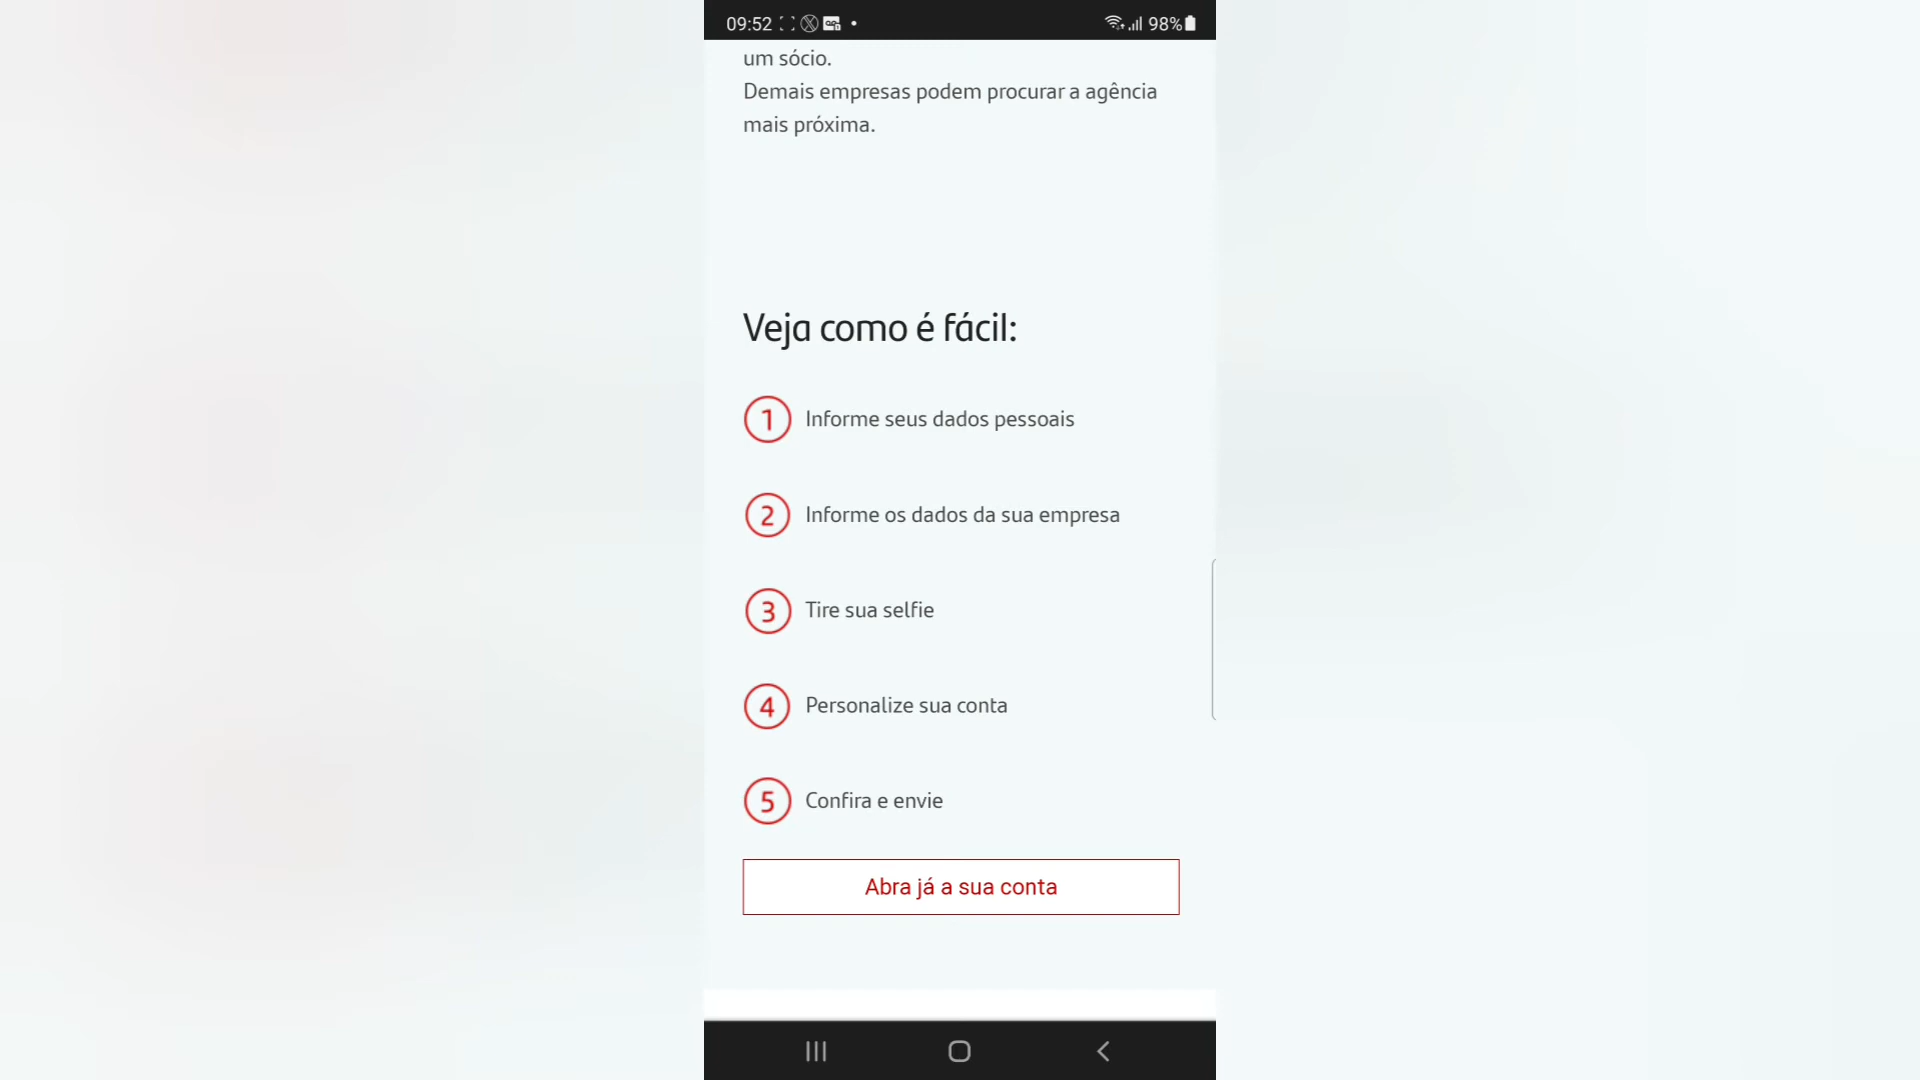 09:52
98%
um sócio.
Demais empresas podem procurar a agência
mais próxima.
Veja como é fácil:
1 Informe seus dados pessoais
2 Informe os dados da sua empresa
3 Tire sua selfie
4 Personalize sua conta
5 Confira e envie
Abra já a sua conta